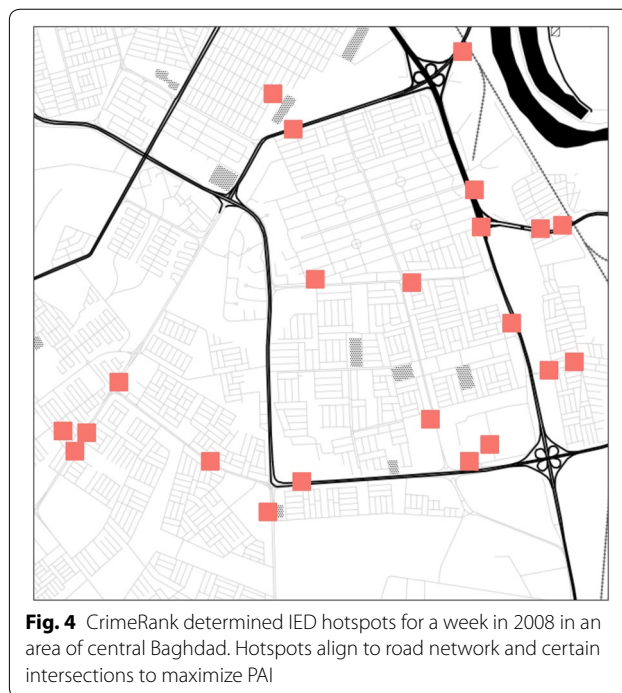 Fig. 4 CrimeRank determined IED hotspots for a week in 2008 in an
area of central Baghdad. Hotspots align to road network and certain
intersections to maximize PAI